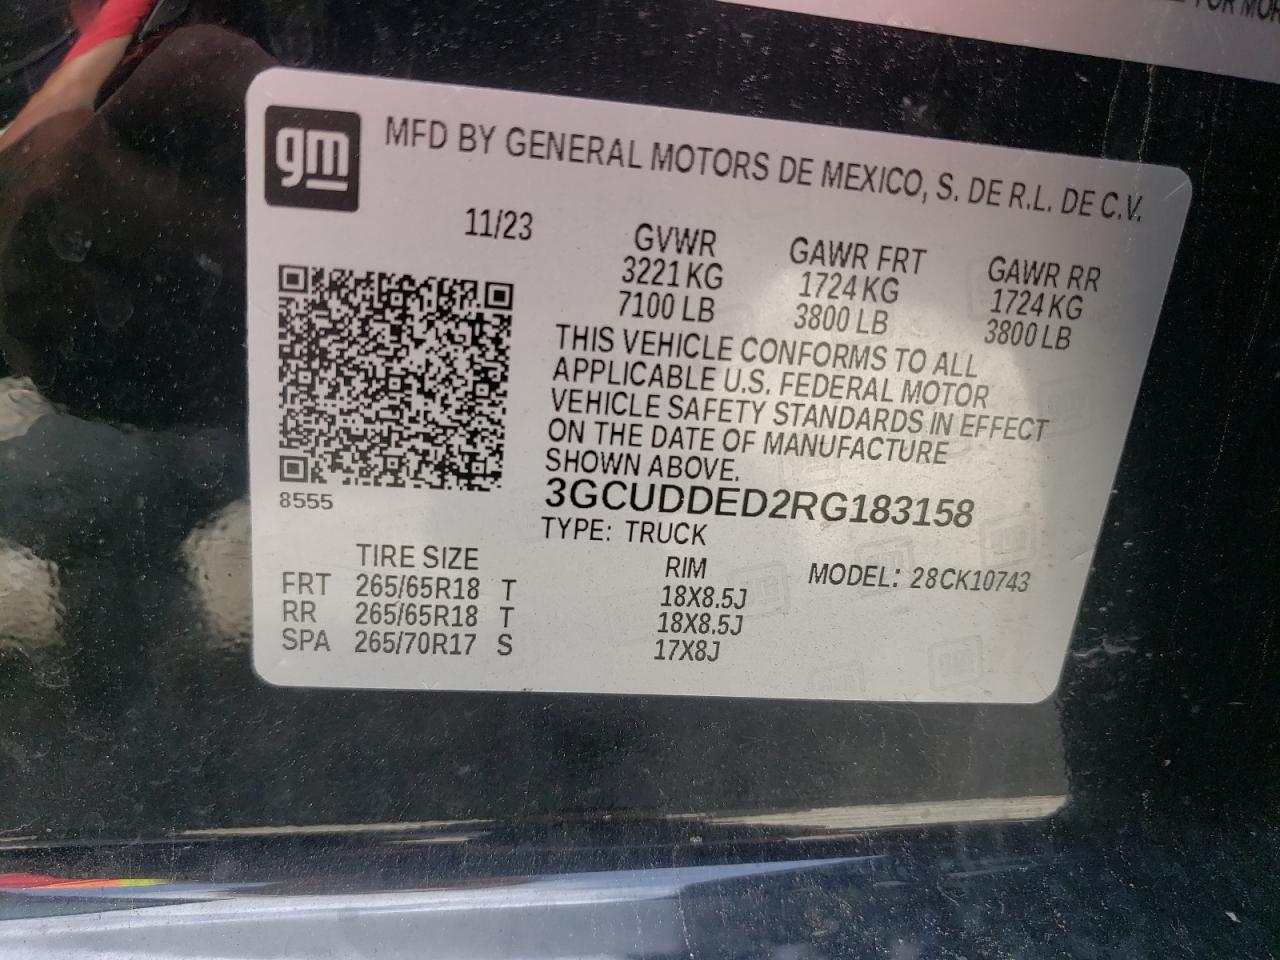 FOR MOR
gm
MFD BY GENERAL MOTORS DE MEXICO, S. DE R.L. DE C.V.
11/23
GVWR GAWR FRT GAWR RR
3221 KG 1724 KG 1724 KG
7100 LB 3800 LB 3800 LB
THIS VEHICLE CONFORMS TO ALL
APPLICABLE U.S. FEDERAL MOTOR
VEHICLE SAFETY STANDARDS IN EFFECT
ON THE DATE OF MANUFACTURE
SHOWN ABOVE.
8555
3GCUDDED2RG183158
TYPE: TRUCK
TIRE SIZE RIM MODEL: 28CK10743
FRT 265/65R18 T 18X8.5J
RR 265/65R18 T 18X8.5J
SPA 265/70R17 S 17X8J